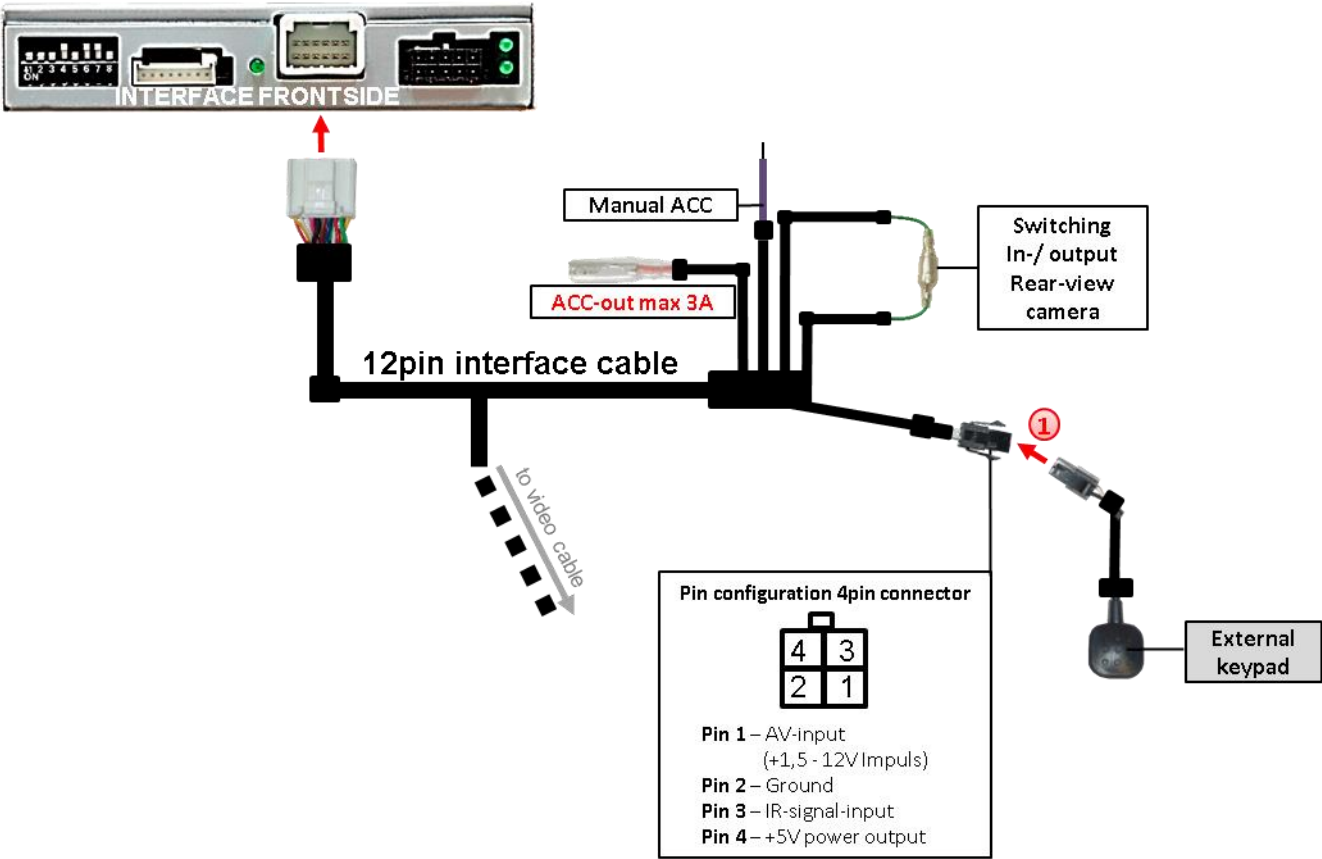 1 2 3 4 5 6 7 8
ON
INTERFACE FRONTSIDE
Manual ACC
Switching
In-/ output
Rear-view
camera
ACC-out max 3A
12pin interface cable
1
to video cable
Pin configuration 4pin connector
4 3
2 1
Pin 1 – AV-input
(+1,5 - 12V Impuls)
Pin 2 – Ground
Pin 3 – IR-signal-input
Pin 4 – +5V power output
External
keypad